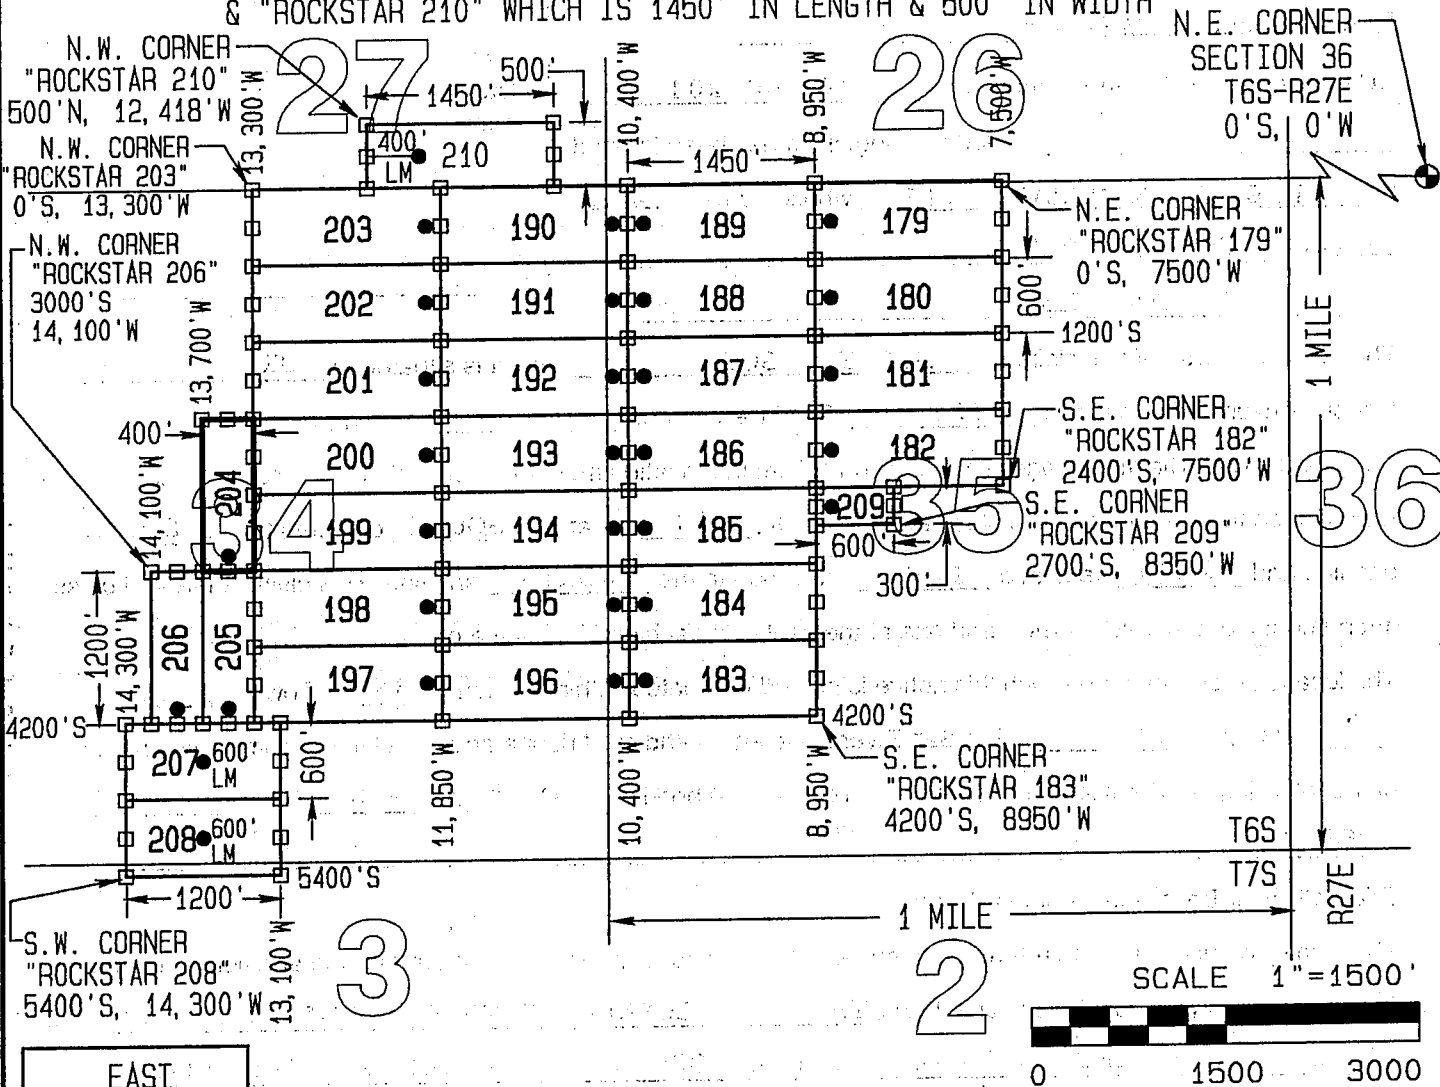 & "ROCKSTAR 210" WHICH IS 1450' IN LENGTH & 500' IN WIDTH
N.W. CORNER
"ROCKSTAR 210"
500'N, 12,418'W
N.W. CORNER
"ROCKSTAR 203"
0'S, 13,300'W
N.W. CORNER
"ROCKSTAR 206"
3000'S
14,100'W
27
26
N.E. CORNER
SECTION 36
T6S-R27E
0'S, 0'W
13,300'W
1450'
500'
10,400'W
8,950'W
7,500'W
400'
LM
210
1450'
203
190
189
179
N.E. CORNER
"ROCKSTAR 179"
0'S, 7500'W
202
191
188
180
600'
1200'S
1 MILE
13,700'W
201
192
187
181
400'
200
193
186
182
S.E. CORNER
"ROCKSTAR 182"
2400'S, 7500'W
14,100'W
204
34
35
36
209
600'
300'
S.E. CORNER
"ROCKSTAR 209"
2700'S, 8350'W
199
194
185
1200'
14,300'W
206
205
198
195
184
197
196
183
4200'S
4200'S
S.E. CORNER
"ROCKSTAR 183"
4200'S, 8950'W
207
600'
LM
600'
11,850'W
10,400'W
8,950'W
208
600'
LM
T6S
T7S
R27E
5400'S
1200'
1 MILE
S.W. CORNER
"ROCKSTAR 208"
5400'S, 14,300'W
13,100'W
3
2
SCALE 1"=1500'
0 1500 3000
EAST